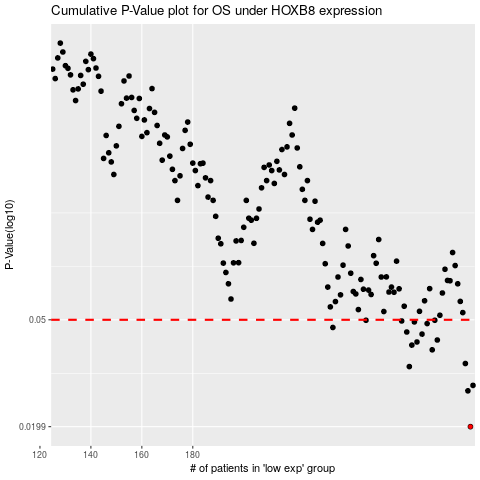 Cumulative P-Value plot for OS under HOXB8 expression
P-Value(log10)
0.05
0.0199
120 140 160 180
# of patients in 'low exp' group